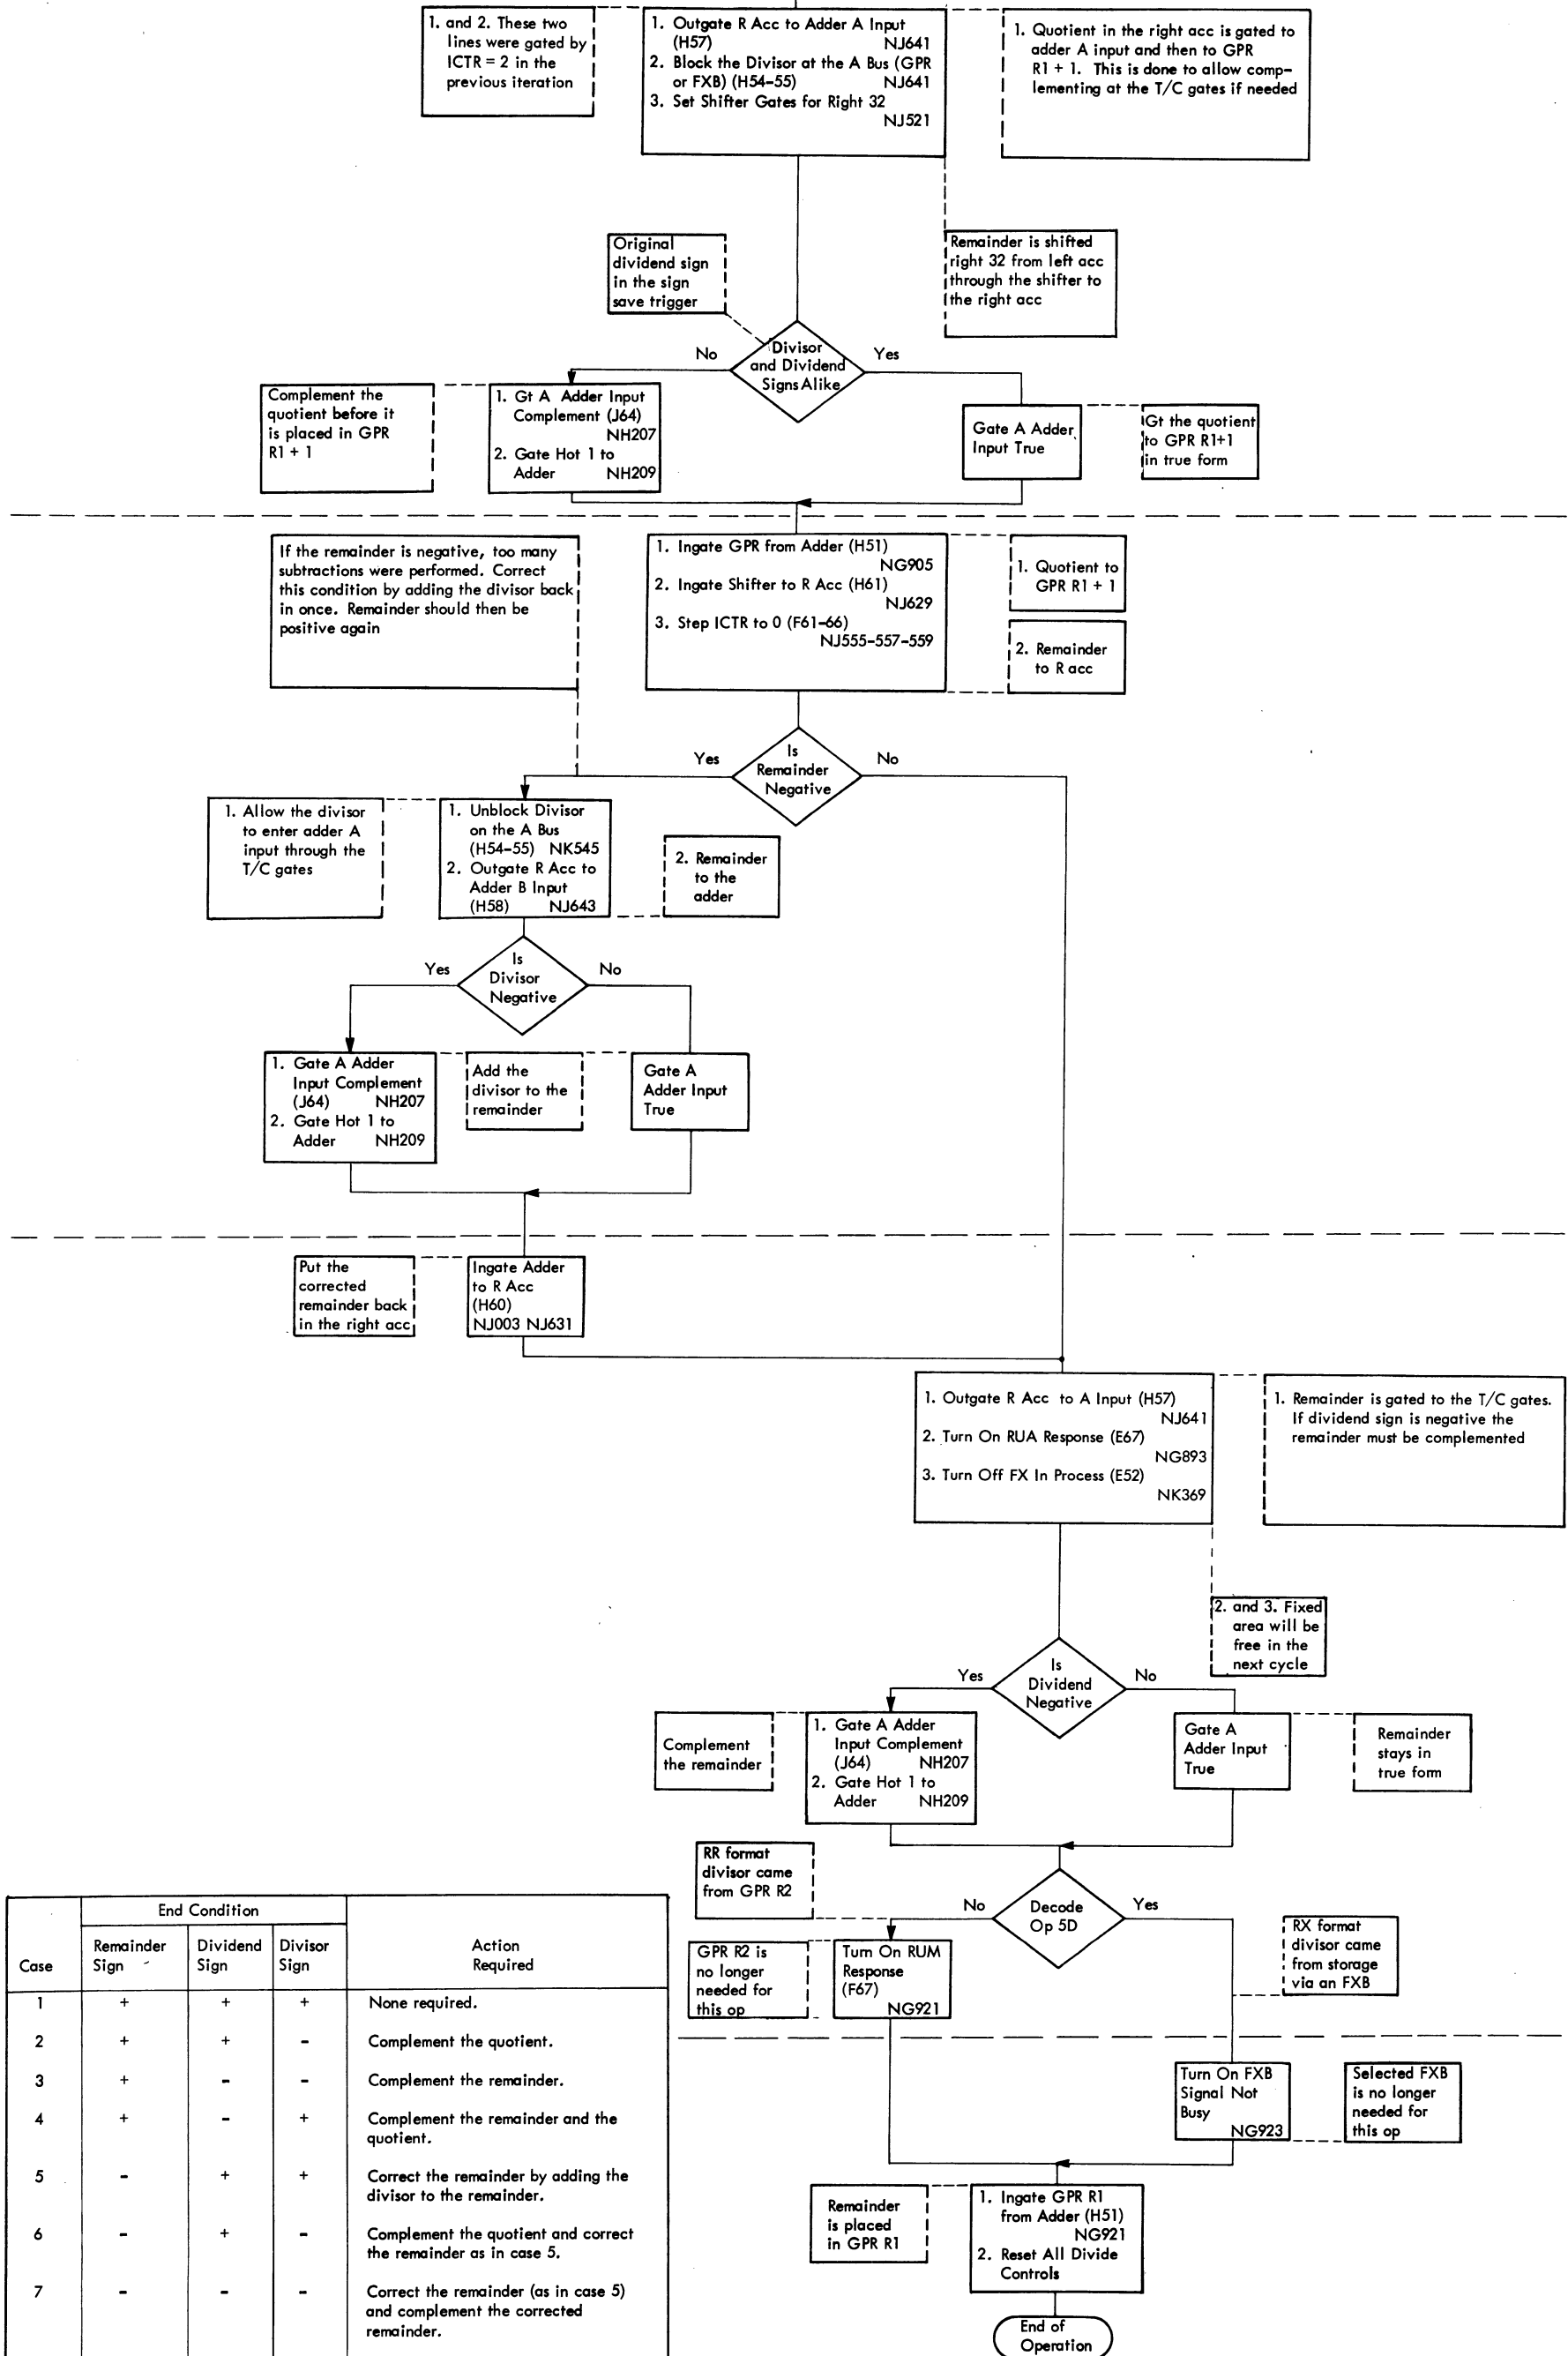 1. and 2. These two
lines were gated by
ICTR = 2 in the
previous iteration
1. Outgate R Acc to Adder A Input
(H57) NJ641
2. Block the Divisor at the A Bus (GPR
or FXB) (H54-55) NJ641
3. Set Shifter Gates for Right 32
NJ521
1. Quotient in the right acc is gated to
adder A input and then to GPR
R1 + 1. This is done to allow comp-
lementing at the T/C gates if needed
Original
dividend sign
in the sign
save trigger
Remainder is shifted
right 32 from left acc
through the shifter to
the right acc
No
Divisor
and Dividend
Signs Alike
Yes
Complement the
quotient before it
is placed in GPR
R1 + 1
1. Gt A Adder Input
Complement (J64)
NH207
2. Gate Hot 1 to
Adder NH209
Gate A Adder
Input True
Gt the quotient
to GPR R1+1
in true form
If the remainder is negative, too many
subtractions were performed. Correct
this condition by adding the divisor back
in once. Remainder should then be
positive again
1. Ingate GPR from Adder (H51)
NG905
2. Ingate Shifter to R Acc (H61)
NJ629
3. Step ICTR to 0 (F61-66)
NJ555-557-559
1. Quotient to
GPR R1 + 1
2. Remainder
to R acc
Yes
Is
Remainder
Negative
No
1. Allow the divisor
to enter adder A
input through the
T/C gates
1. Unblock Divisor
on the A Bus
(H54-55) NK545
2. Outgate R Acc to
Adder B Input
(H58) NJ643
2. Remainder
to the
adder
Yes
Is
Divisor
Negative
No
1. Gate A Adder
Input Complement
(J64) NH207
2. Gate Hot 1 to
Adder NH209
Add the
divisor to the
remainder
Gate A
Adder Input
True
Put the
corrected
remainder back
in the right acc
Ingate Adder
to R Acc
(H60)
NJ003 NJ631
1. Outgate R Acc to A Input (H57)
NJ641
2. Turn On RUA Response (E67)
NG893
3. Turn Off FX In Process (E52)
NK369
1. Remainder is gated to the T/C gates.
If dividend sign is negative the
remainder must be complemented
2. and 3. Fixed
area will be
free in the
next cycle
Yes
Is
Dividend
Negative
No
Complement
the remainder
1. Gate A Adder
Input Complement
(J64) NH207
2. Gate Hot 1 to
Adder NH209
Gate A
Adder Input
True
Remainder
stays in
true form
RR format
divisor came
from GPR R2
No
Decode
Op 5D
Yes
GPR R2 is
no longer
needed for
this op
Turn On RUM
Response
(F67)
NG921
RX format
divisor came
from storage
via an FXB
Turn On FXB
Signal Not
Busy
NG923
Selected FXB
is no longer
needed for
this op
Remainder
is placed
in GPR R1
1. Ingate GPR R1
from Adder (H51)
NG921
2. Reset All Divide
Controls
End of
Operation
End Condition
Case Remainder Sign Dividend Sign Divisor Sign Action Required
1 + + + None required.
2 + + - Complement the quotient.
3 + - - Complement the remainder.
4 + - + Complement the remainder and the
quotient.
5 - + + Correct the remainder by adding the
divisor to the remainder.
6 - + - Complement the quotient and correct
the remainder as in case 5.
7 - - - Correct the remainder (as in case 5)
and complement the corrected
remainder.